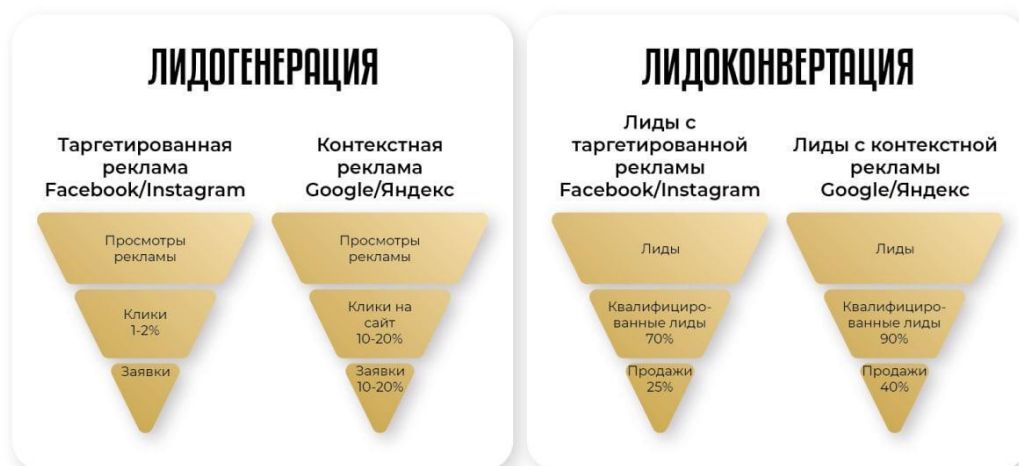 ЛИДОГЕНЕРАЦИЯ
Таргетированная
реклама
Facebook/Instagram
Просмотры
рекламы
Клики
1-2%
Заявки
Контекстная
реклама
Google/Яндекс
Просмотры
рекламы
Клики на
сайт
10-20%
Заявки
10-20%
ЛИДОКОНВЕРТАЦИЯ
Лиды с
таргетированной
рекламы
Facebook/Instagram
Лиды
Квалифициро-
ванные лиды
70%
Продажи
25%
Лиды с контекстной
рекламы
Google/Яндекс
Лиды
Квалифициро-
ванные лиды
90%
Продажи
40%